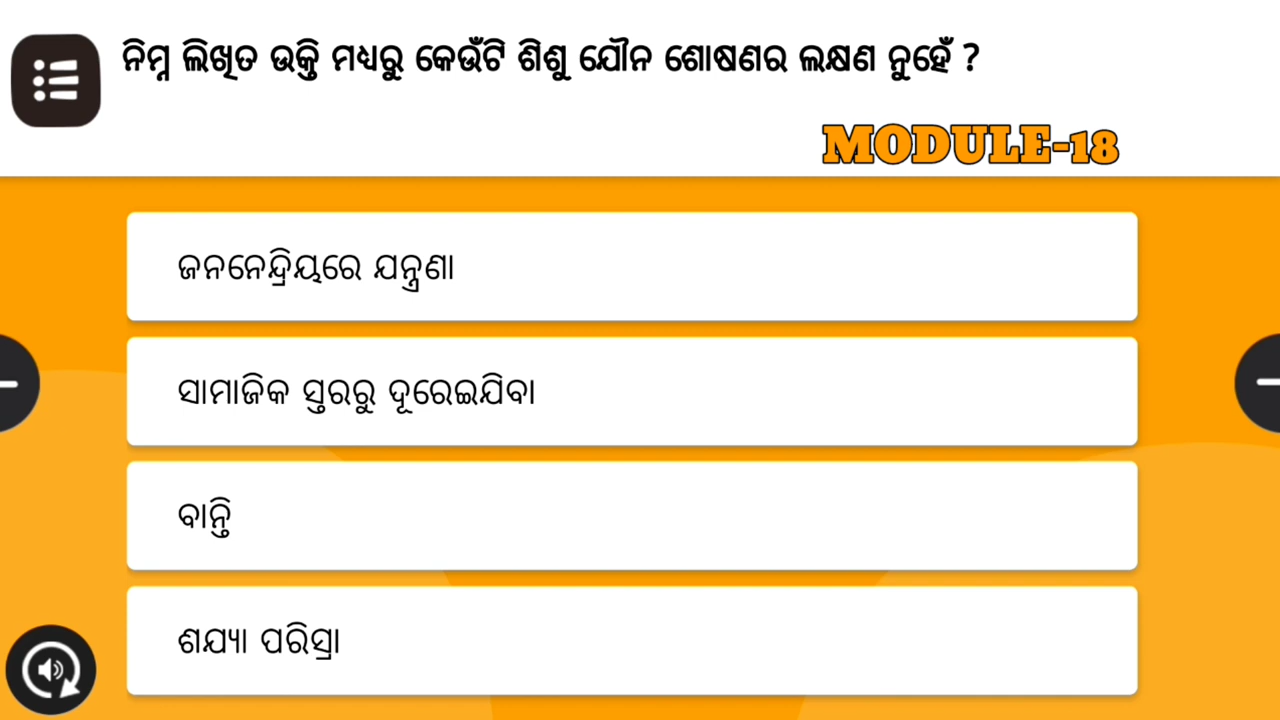 ନିମ୍ନ ଲିଖିତ ଉକ୍ତି ମଧ୍ୟରୁ କେଉଁଟି ଶିଶୁ ଯୌନ ଶୋଷଣର ଲକ୍ଷଣ ନୁହେଁ ?
MODULE-18
ଜନନେନ୍ଦ୍ରିୟରେ ଯନ୍ତ୍ରଣା
ସାମାଜିକ ସ୍ତରରୁ ଦୂରେଇଯିବା
ବାନ୍ତି
ଶଯ୍ୟା ପରିସ୍ରା